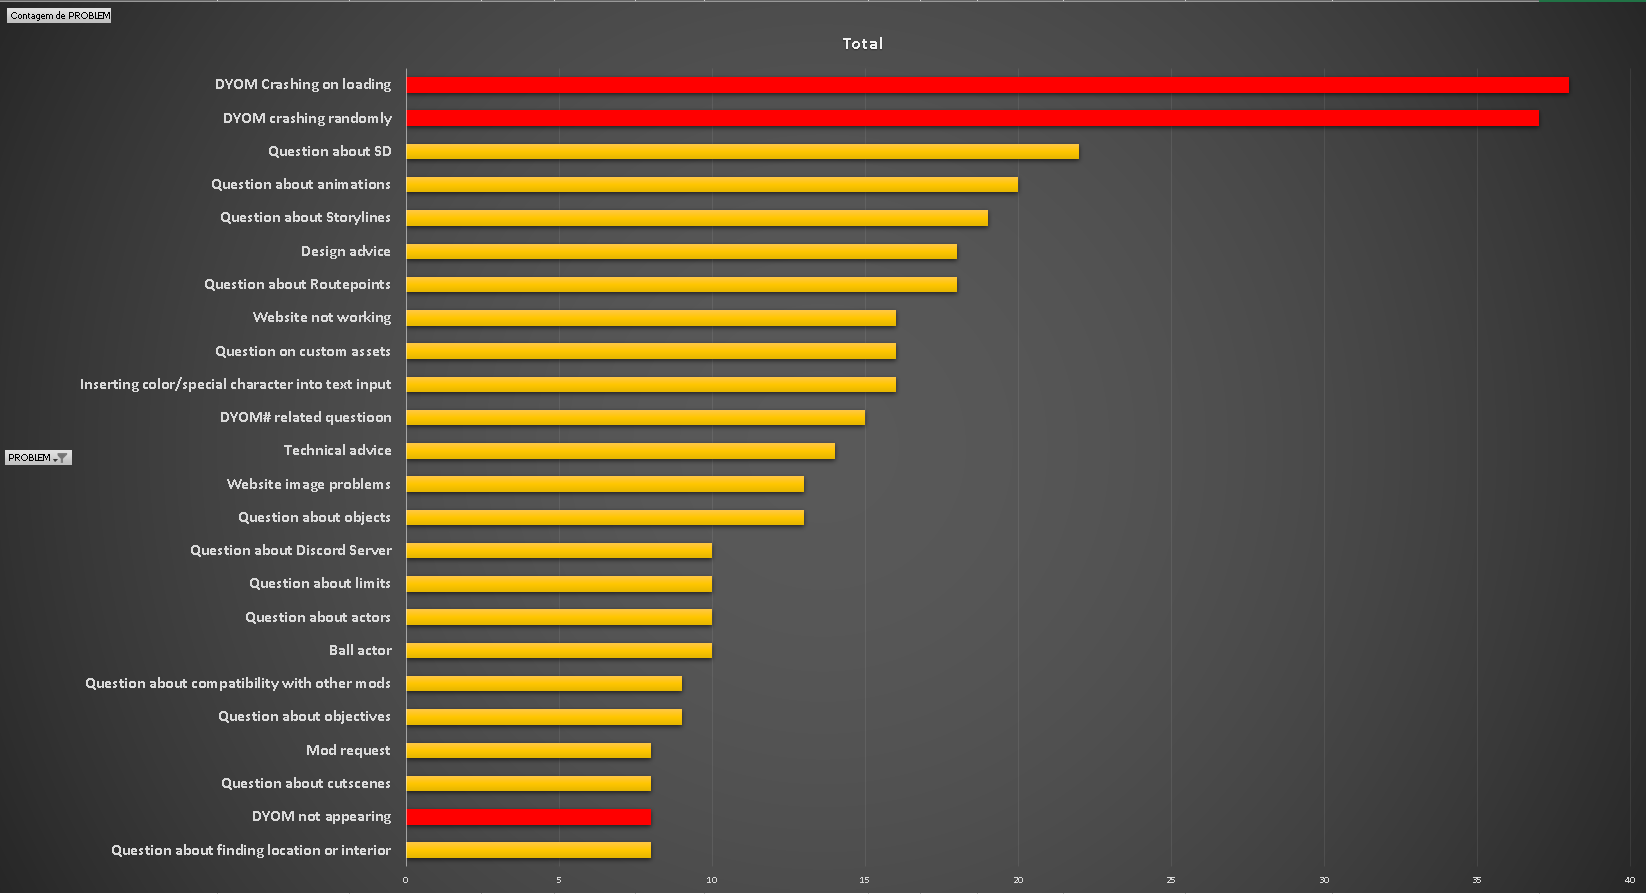 Contagem de PROBLEM
Total
DYOM Crashing on loading
DYOM crashing randomly
Question about SD
Question about animations
Question about Storylines
Design advice
Question about Routepoints
Website not working
Question on custom assets
Inserting color/special character into text input
DYOM# related questioon
PROBLEM
Technical advice
Website image problems
Question about objects
Question about Discord Server
Question about limits
Question about actors
Ball actor
Question about compatibility with other mods
Question about objectives
Mod request
Question about cutscenes
DYOM not appearing
Question about finding location or interior
0 5 10 15 20 25 30 35 40